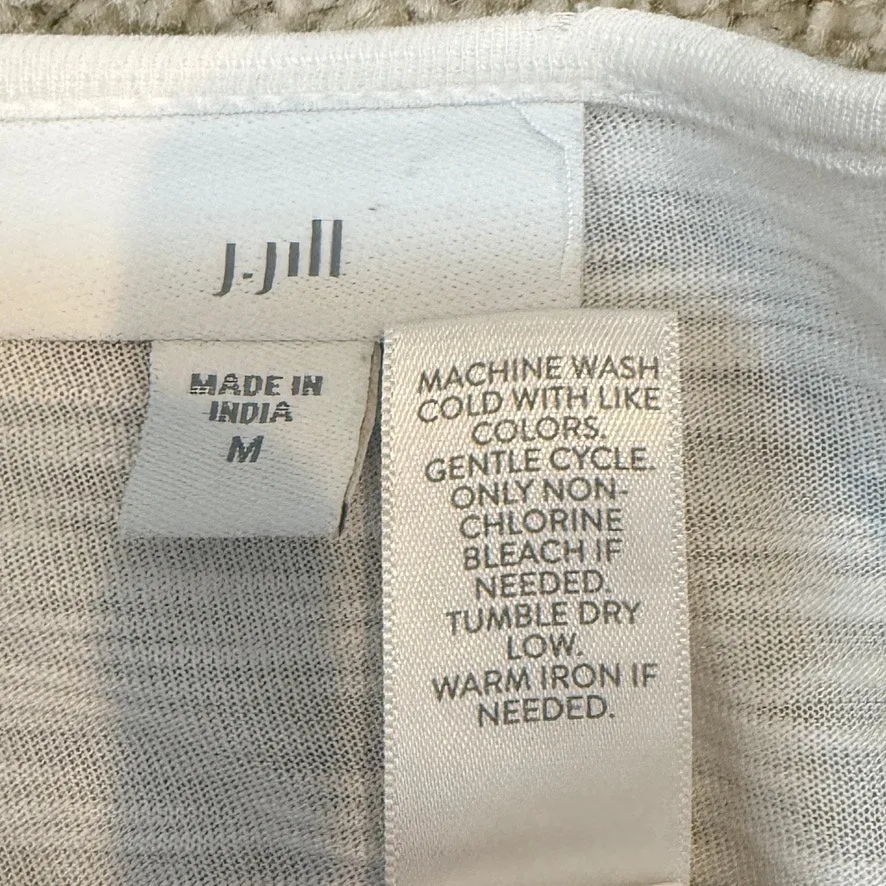 J.Jill
MADE IN
INDIA
M
MACHINE WASH
COLD WITH LIKE
COLORS.
GENTLE CYCLE.
ONLY NON-
CHLORINE
BLEACH IF
NEEDED.
TUMBLE DRY
LOW.
WARM IRON IF
NEEDED.